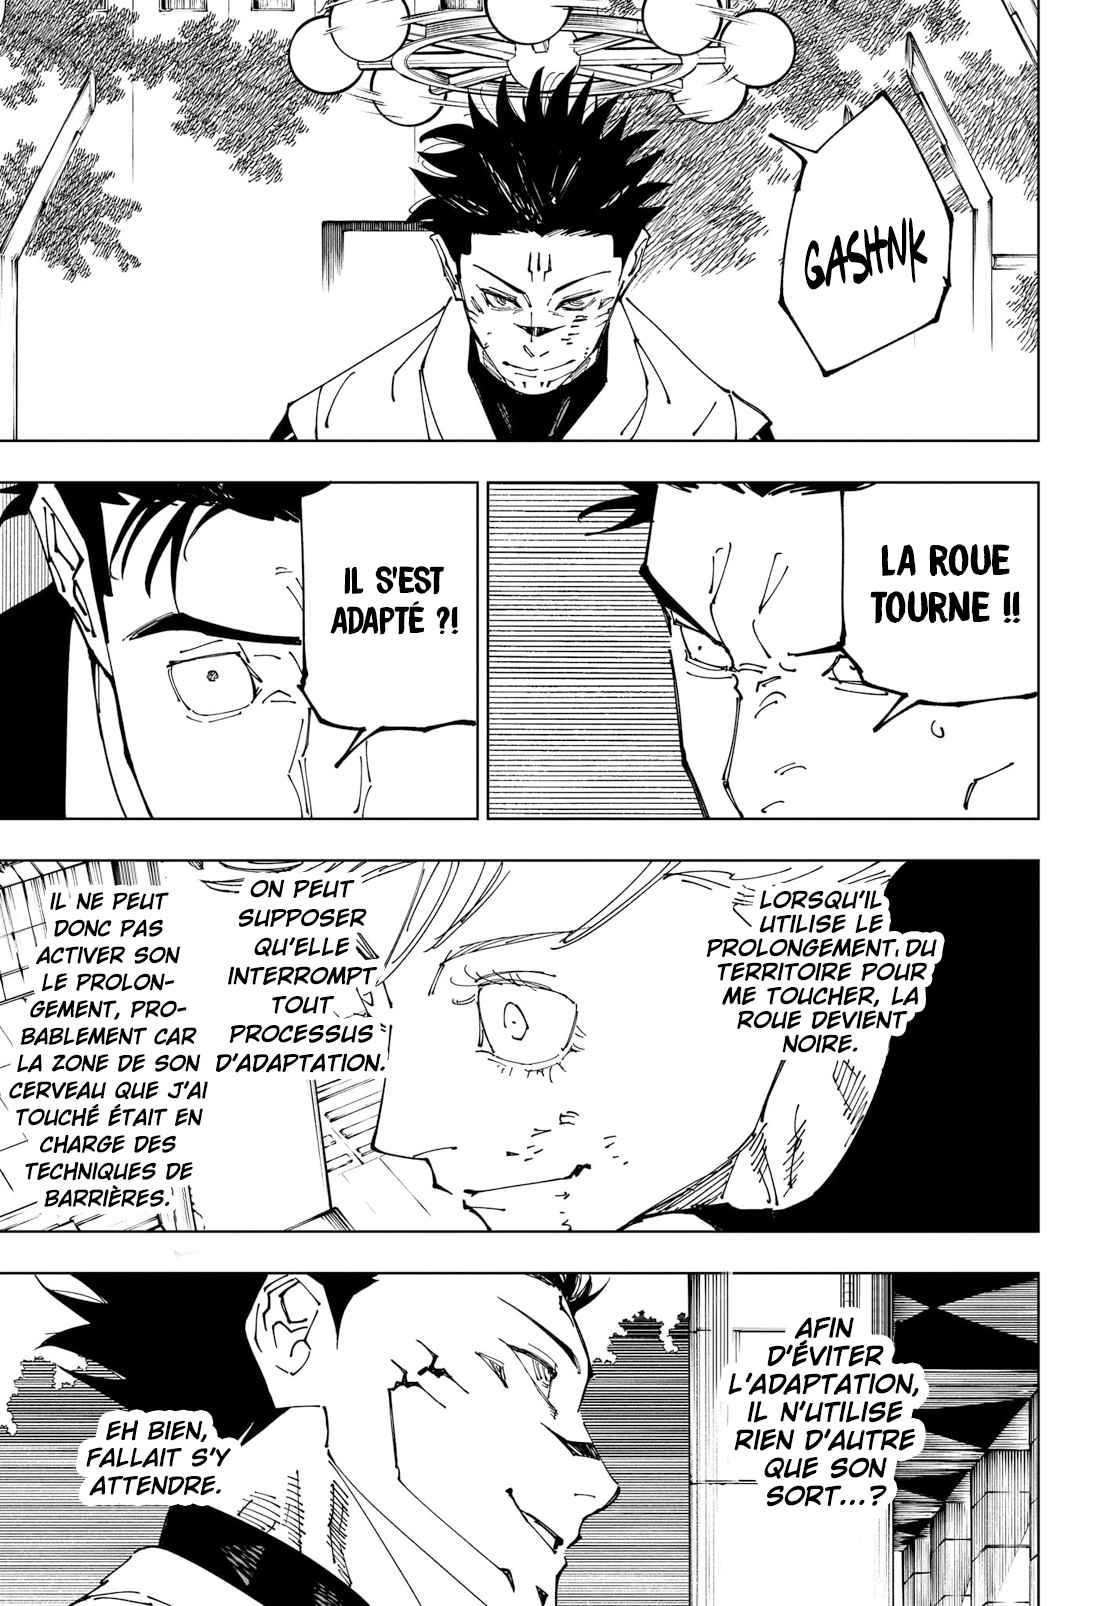 GASHNK
LA ROUE
TOURNE !!
IL S'EST
ADAPTÉ ?!
LORSQU'IL
UTILISE LE
PROLONGEMENT DU
TERRITOIRE POUR
ME TOUCHER, LA
ROUE DEVIENT
NOIRE.
ON PEUT
SUPPOSER
QU'ELLE
INTERROMPT
TOUT
PROCESSUS
D'ADAPTATION.
IL NE PEUT
DONC PAS
ACTIVER SON
LE PROLON-
GEMENT, PRO-
BABLEMENT CAR
LA ZONE DE SON
CERVEAU QUE J'AI
TOUCHÉ ÉTAIT EN
CHARGE DES
TECHNIQUES DE
BARRIÈRES.
AFIN
D'ÉVITER
L'ADAPTATION,
IL N'UTILISE
RIEN D'AUTRE
QUE SON
SORT...?
EH BIEN,
FALLAIT S'Y
ATTENDRE.